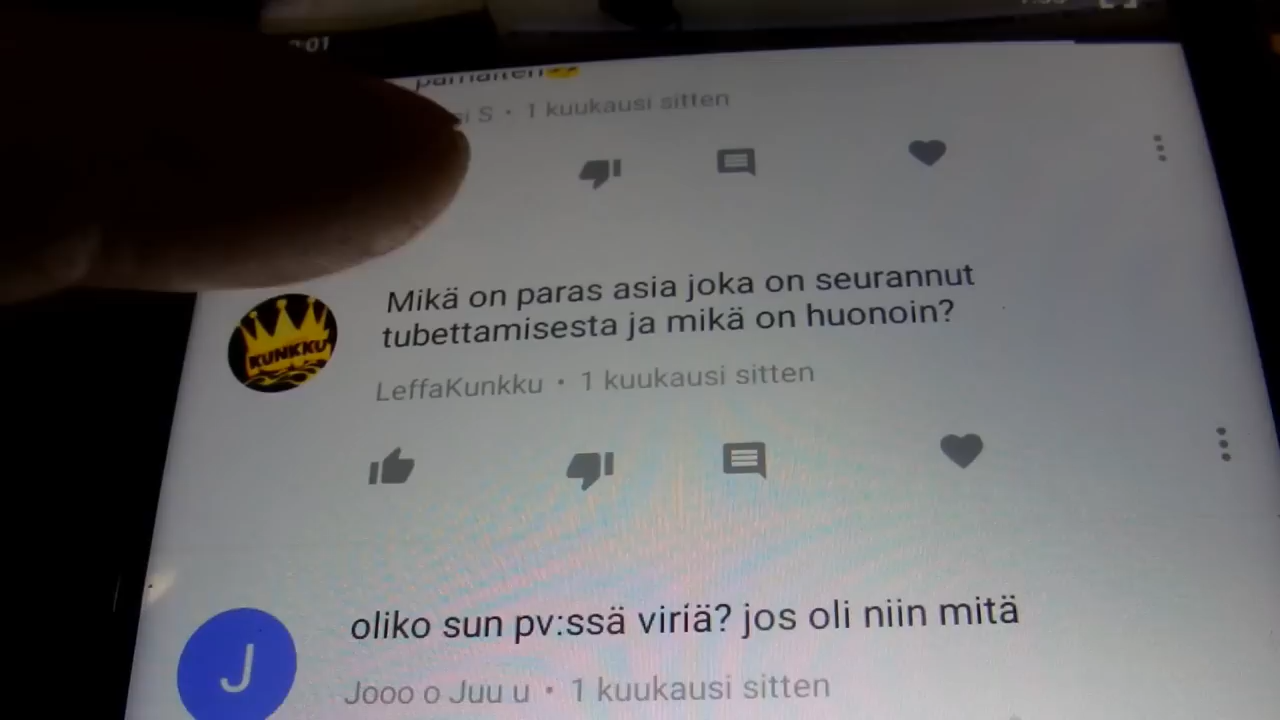 si S • 1 kuukausi sitten
Mikä on paras asia joka on seurannut
tubettamisesta ja mikä on huonoin?
KUNKKU
LeffaKunkku • 1 kuukausi sitten
oliko sun pv:ssä viriä? jos oli niin mitä
J
Jooo o Juu u • 1 kuukausi sitten